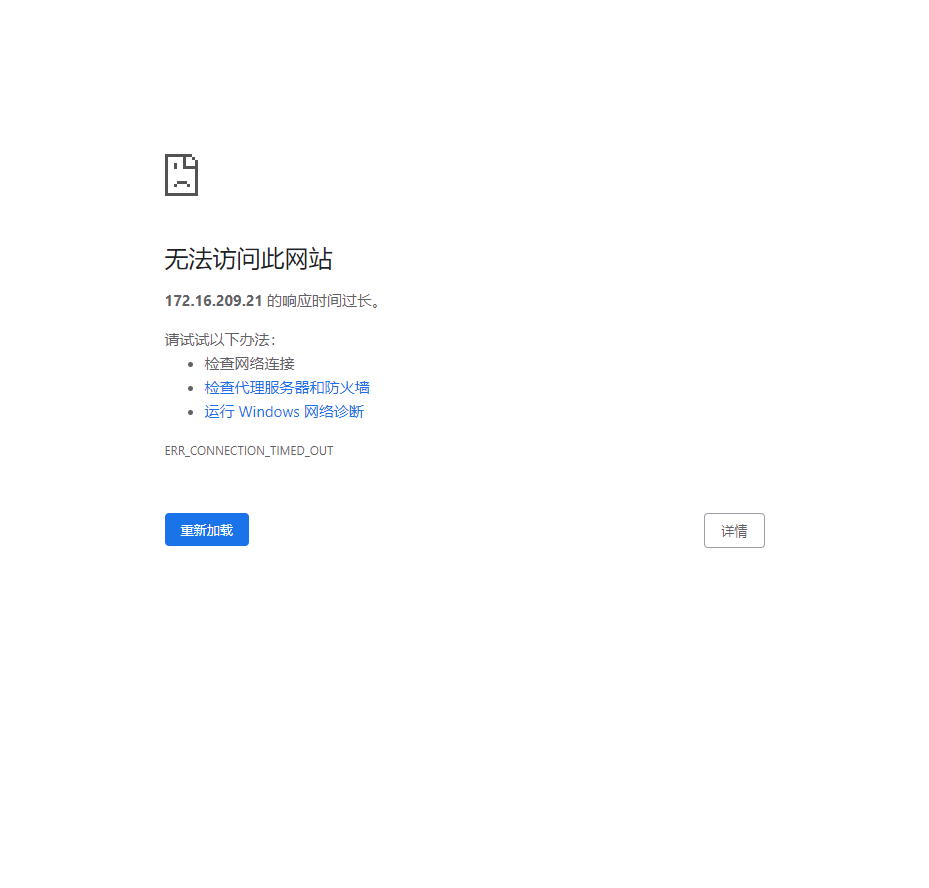 无法访问此网站
172.16.209.21 的响应时间过长。
请试试以下办法：
检查网络连接
检查代理服务器和防火墙
运行 Windows 网络诊断
ERR_CONNECTION_TIMED_OUT
重新加载
详情